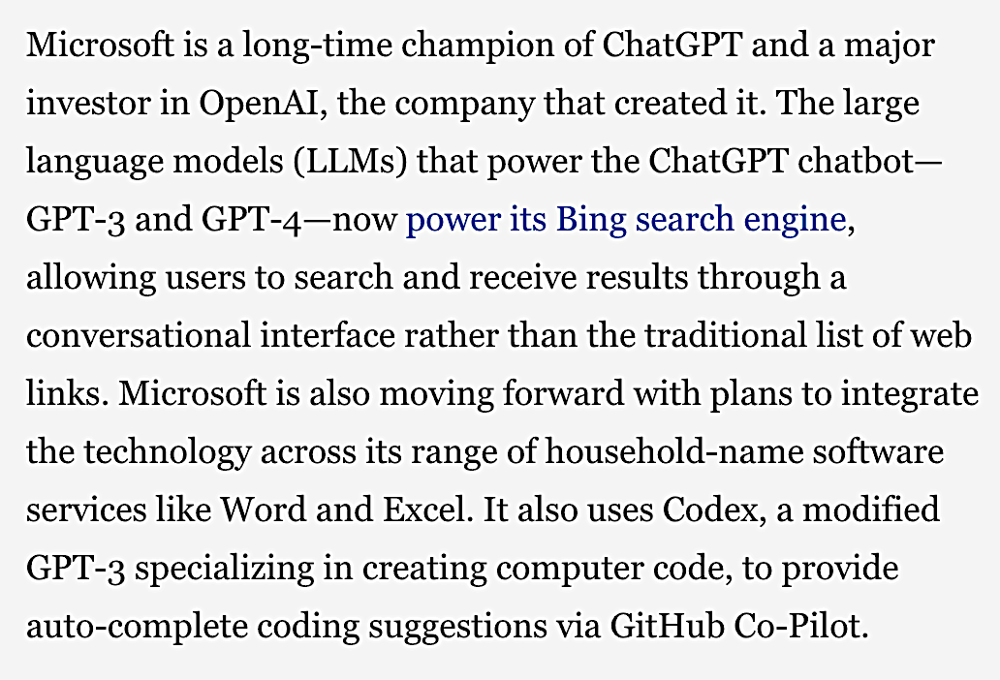 Microsoft is a long-time champion of ChatGPT and a major
investor in OpenAI, the company that created it. The large
language models (LLMs) that power the ChatGPT chatbot—
GPT-3 and GPT-4—now power its Bing search engine,
allowing users to search and receive results through a
conversational interface rather than the traditional list of web
links. Microsoft is also moving forward with plans to integrate
the technology across its range of household-name software
services like Word and Excel. It also uses Codex, a modified
GPT-3 specializing in creating computer code, to provide
auto-complete coding suggestions via GitHub Co-Pilot.